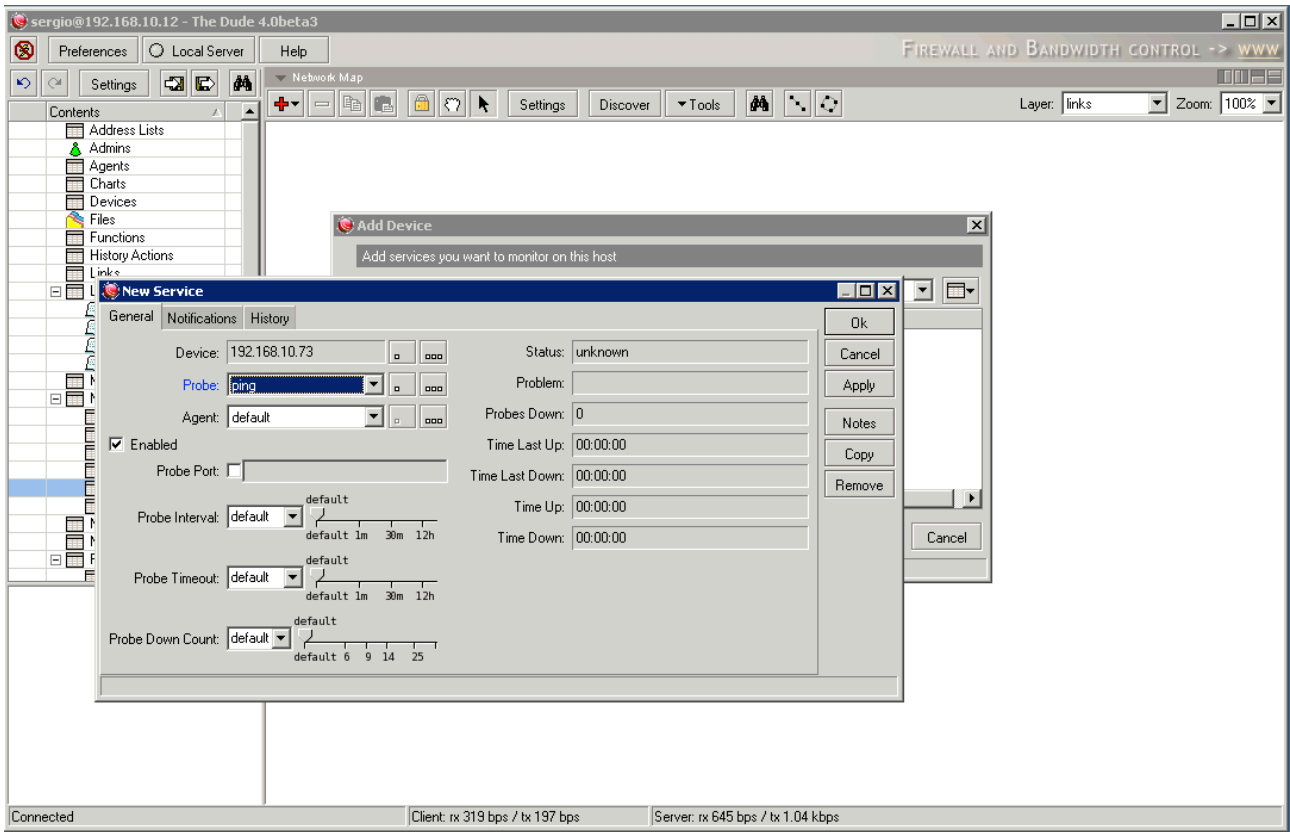 sergio@192.168.10.12 - The Dude 4.0beta3
Preferences Local Server Help FIREWALL AND BANDWIDTH CONTROL -> WWW
Settings Network Map
Settings Discover Tools Layer: links Zoom: 100%
Contents
Address Lists
Admins
Agents
Charts
Devices
Files
Functions
History Actions
Links
L
N
N
N
N
F
Add Device
Add services you want to monitor on this host
Cancel
New Service
General Notifications History
Device: 192.168.10.73
Probe: ping
Agent: default
Enabled
Probe Port:
Probe Interval: default
default
default 1m 30m 12h
Probe Timeout: default
default
default 1m 30m 12h
Probe Down Count: default
default
default 6 9 14 25
Status: unknown
Problem:
Probes Down: 0
Time Last Up: 00:00:00
Time Last Down: 00:00:00
Time Up: 00:00:00
Time Down: 00:00:00
Ok
Cancel
Apply
Notes
Copy
Remove
Connected Client: rx 319 bps / tx 197 bps Server: rx 645 bps / tx 1.04 kbps